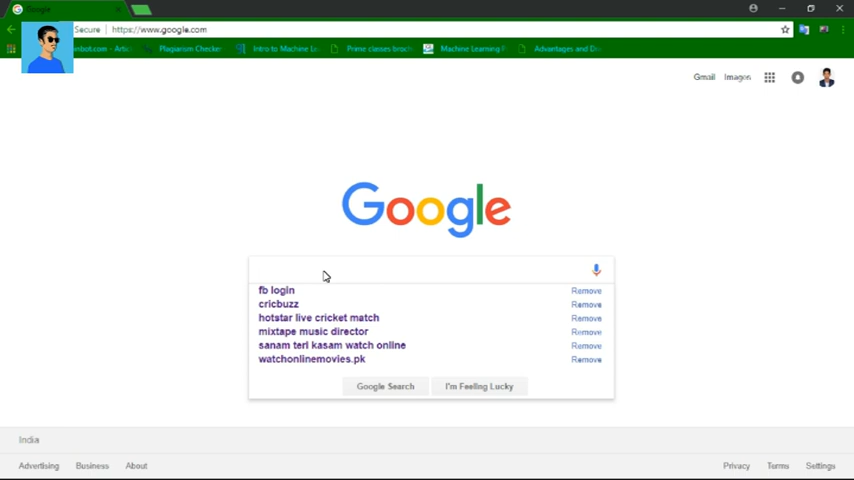 Google
Secure https://www.google.com
Plagiarism Checker
Intro to Machine Le
Prime classes broch
Machine Learning
Advantages and Dis
Gmail Images
Google
fb login Remove
cricbuzz Remove
hotstar live cricket match Remove
mixtape music director Remove
sanam teri kasam watch online Remove
watchonlinemovies.pk Remove
Google Search I'm Feeling Lucky
India
Advertising Business About Privacy Terms Settings